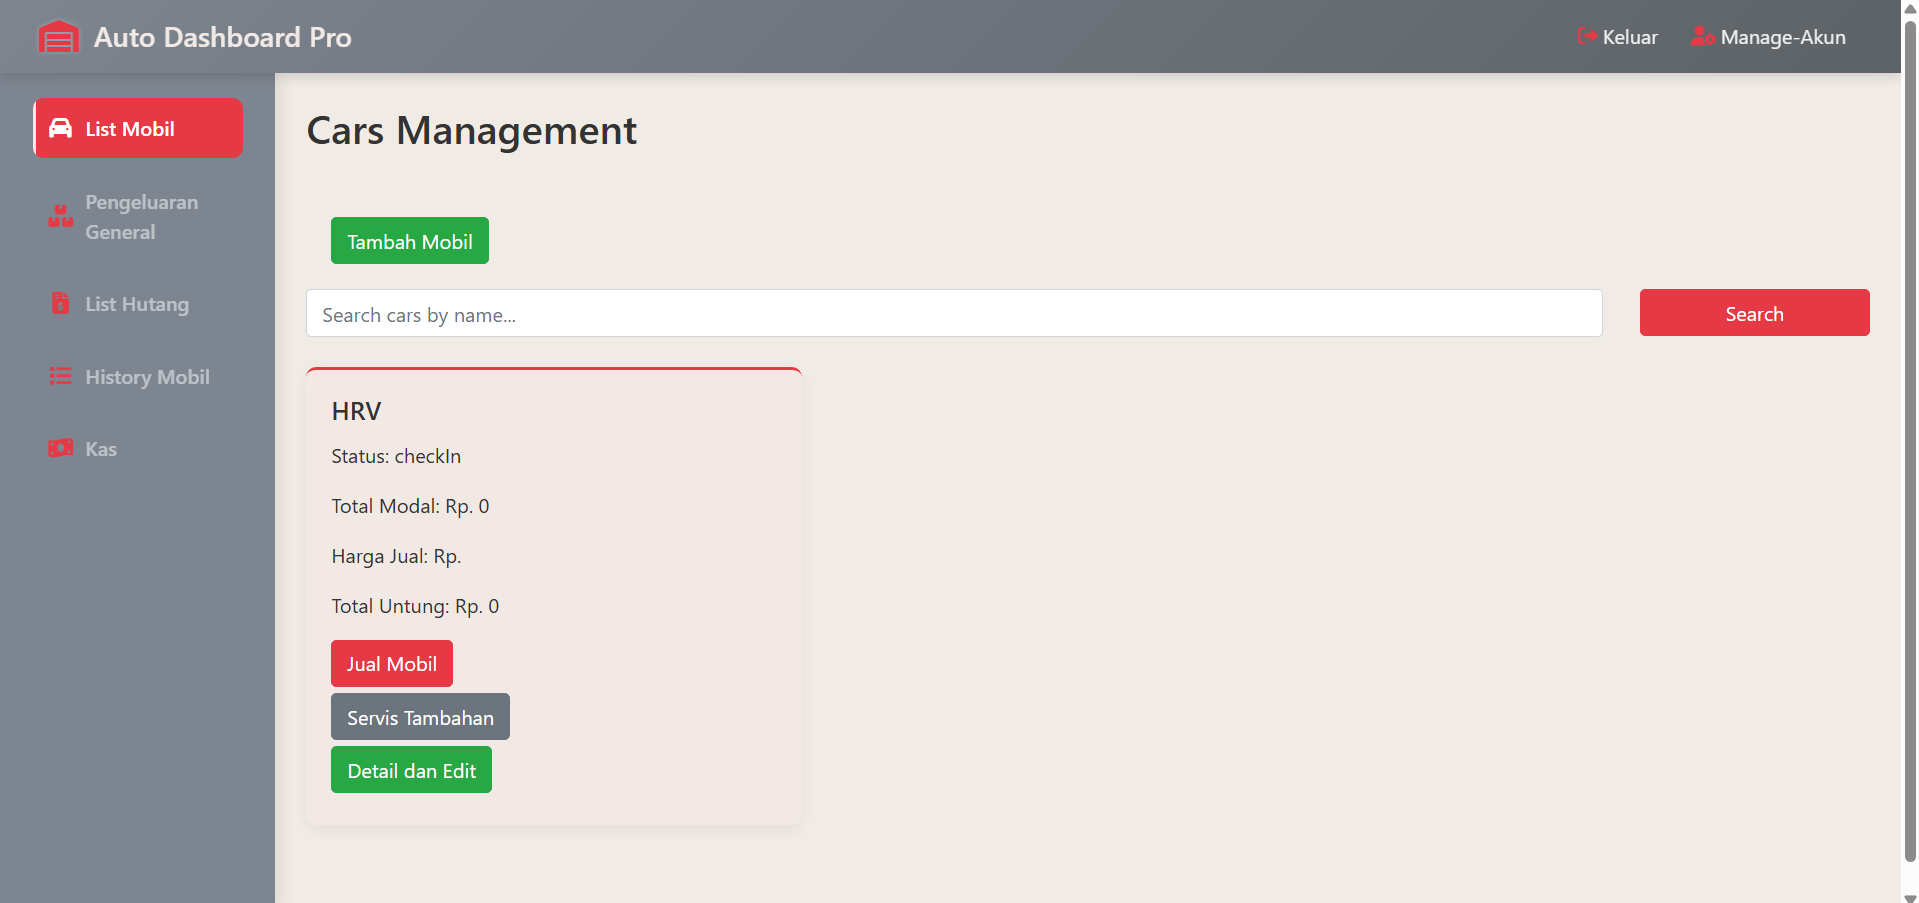 Auto Dashboard Pro
Keluar
Manage-Akun
List Mobil
Pengeluaran
General
List Hutang
History Mobil
Kas
Cars Management
Tambah Mobil
Search cars by name...
Search
HRV
Status: checkIn
Total Modal: Rp. 0
Harga Jual: Rp.
Total Untung: Rp. 0
Jual Mobil
Servis Tambahan
Detail dan Edit